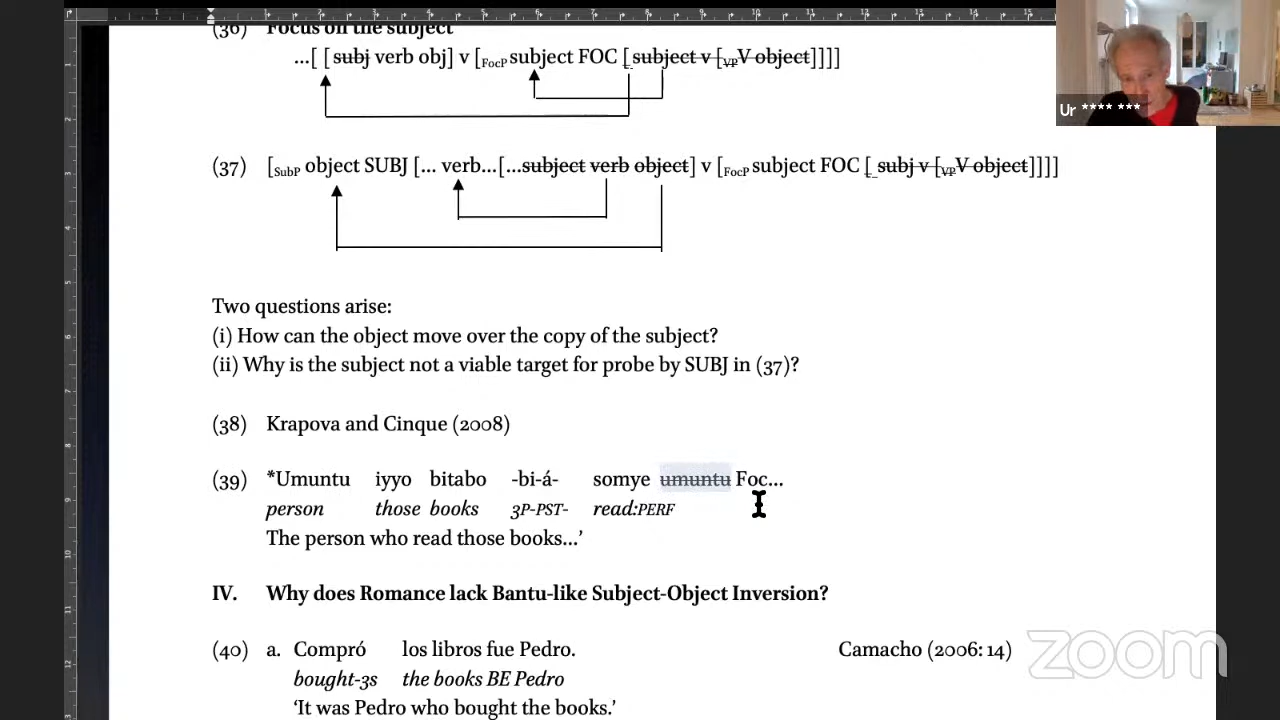 (36) Focus on the subject
…[ [ subj verb obj] v [FocP subject FOC [ subject v [VP V object]]]]
Ur **** ***
(37) [SubP object SUBJ [… verb…[…subject verb object] v [FocP subject FOC [ subj v [VP V object]]]]
Two questions arise:
(i) How can the object move over the copy of the subject?
(ii) Why is the subject not a viable target for probe by SUBJ in (37)?
(38) Krapova and Cinque (2008)
(39) *Umuntu iyyo bitabo -bi-á- somye umuntu Foc…
person those books 3P-PST- read:PERF
The person who read those books…’
IV. Why does Romance lack Bantu-like Subject-Object Inversion?
(40) a. Compró los libros fue Pedro. Camacho (2006: 14)
bought-3s the books BE Pedro
‘It was Pedro who bought the books.’
zoom